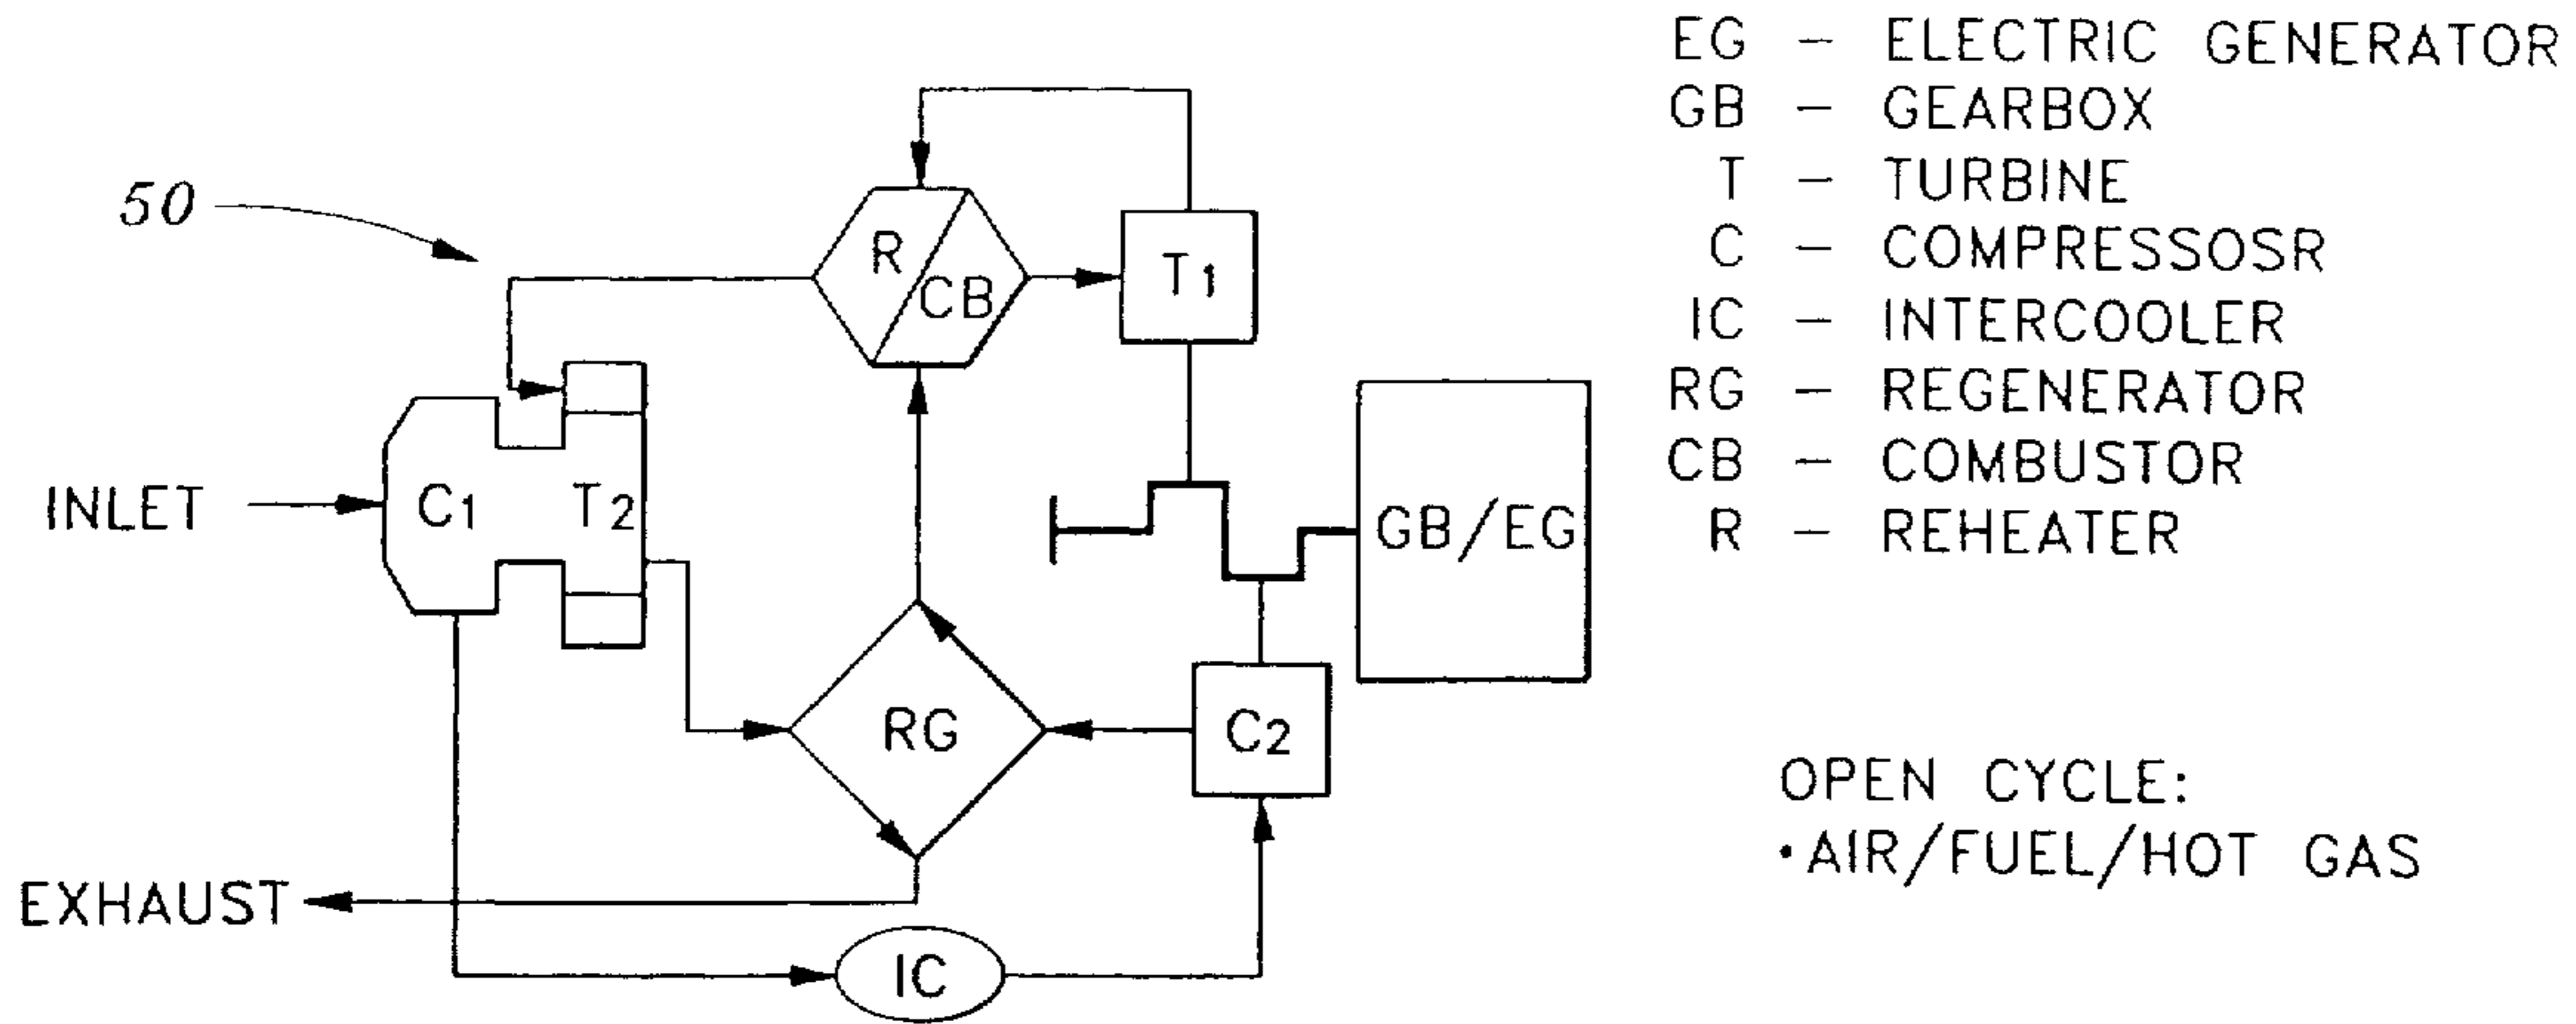 EG - ELECTRIC GENERATOR
GB - GEARBOX
T - TURBINE
C - COMPRESSOSR
IC - INTERCOOLER
RG - REGENERATOR
CB - COMBUSTOR
R - REHEATER
50
R
CB
T1
INLET
C1
T2
GB/EG
RG
C2
EXHAUST
IC
OPEN CYCLE:
•AIR/FUEL/HOT GAS